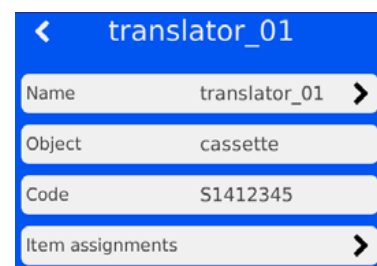 translator_01
Name translator_01
Object cassette
Code S1412345
Item assignments